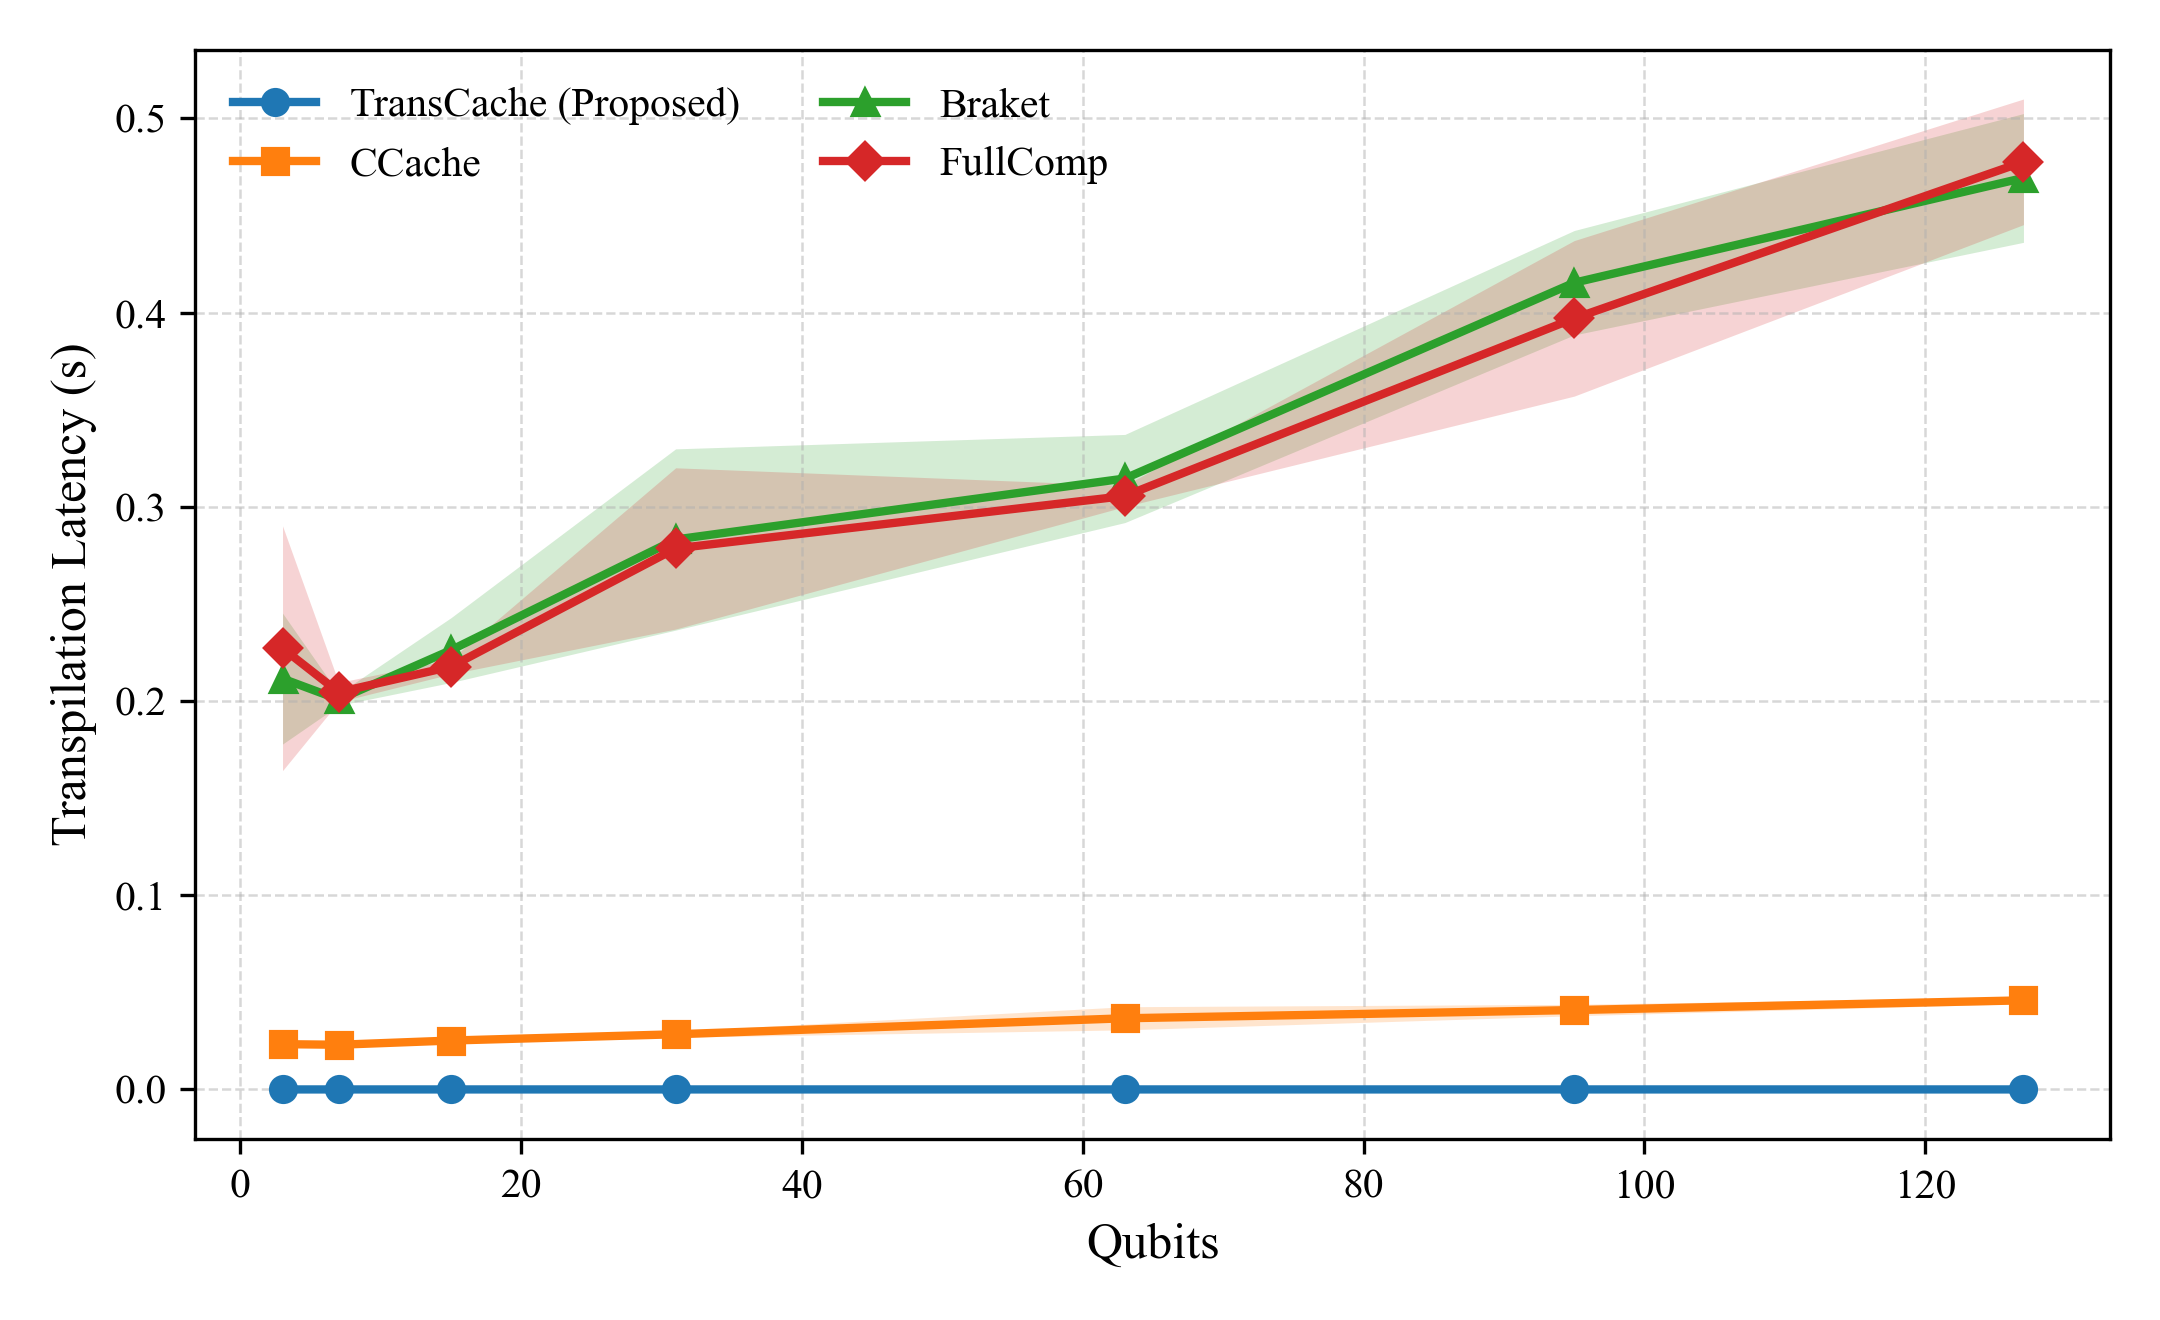 TransCache (Proposed)
CCache
Braket
FullComp
Transpilation Latency (s)
0.5
0.4
0.3
0.2
0.1
0.0
0 20 40 60 80 100 120
Qubits